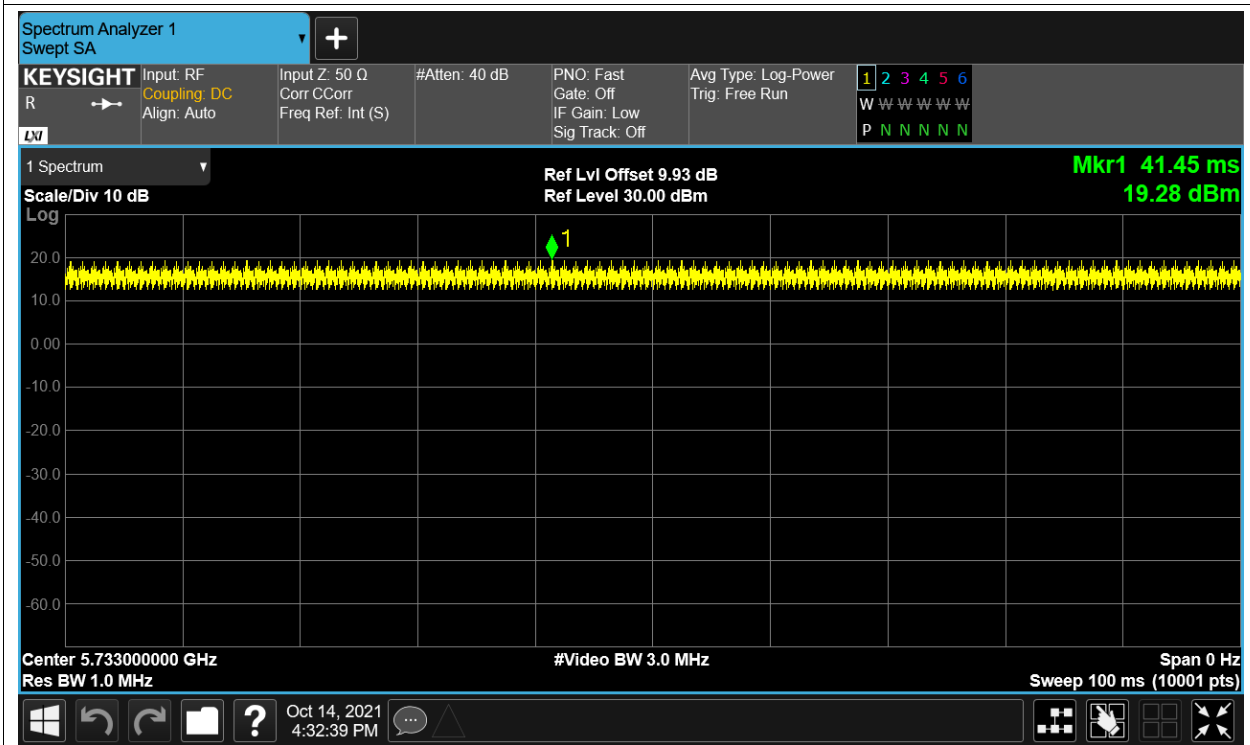 Spectrum Analyzer 1
Swept SA
+
KEYSIGHT
R
LXI
Input: RF
Coupling: DC
Align: Auto
Input Z: 50 Ω
Corr CCorr
Freq Ref: Int (S)
#Atten: 40 dB
PNO: Fast
Gate: Off
IF Gain: Low
Sig Track: Off
Avg Type: Log-Power
Trig: Free Run
1 2 3 4 5 6
W W W W W W
P N N N N N
1 Spectrum
Scale/Div 10 dB
Ref Lvl Offset 9.93 dB
Ref Level 30.00 dBm
Mkr1 41.45 ms
19.28 dBm
Log
1
20.0
10.0
0.00
-10.0
-20.0
-30.0
-40.0
-50.0
-60.0
Center 5.733000000 GHz
Res BW 1.0 MHz
#Video BW 3.0 MHz
Span 0 Hz
Sweep 100 ms (10001 pts)
?
Oct 14, 2021
4:32:39 PM